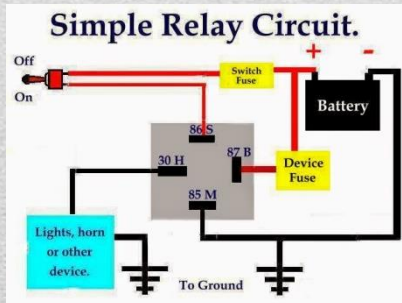 Simple Relay Circuit.
Off
On
Switch
Fuse
+
-
Battery
86 S
30 H
87 B
85 M
Device
Fuse
Lights, horn
or other
device.
To Ground